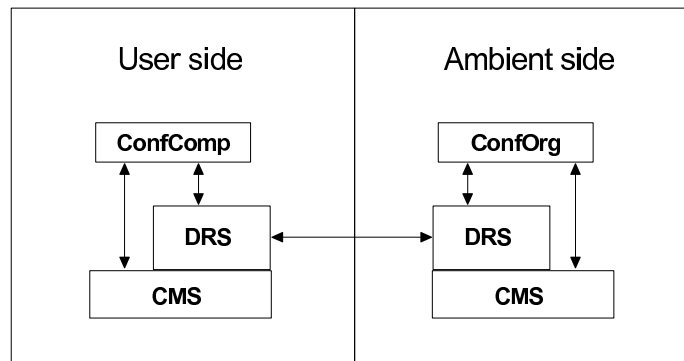 User side
Ambient side
ConfComp
ConfOrg
DRS
DRS
CMS
CMS